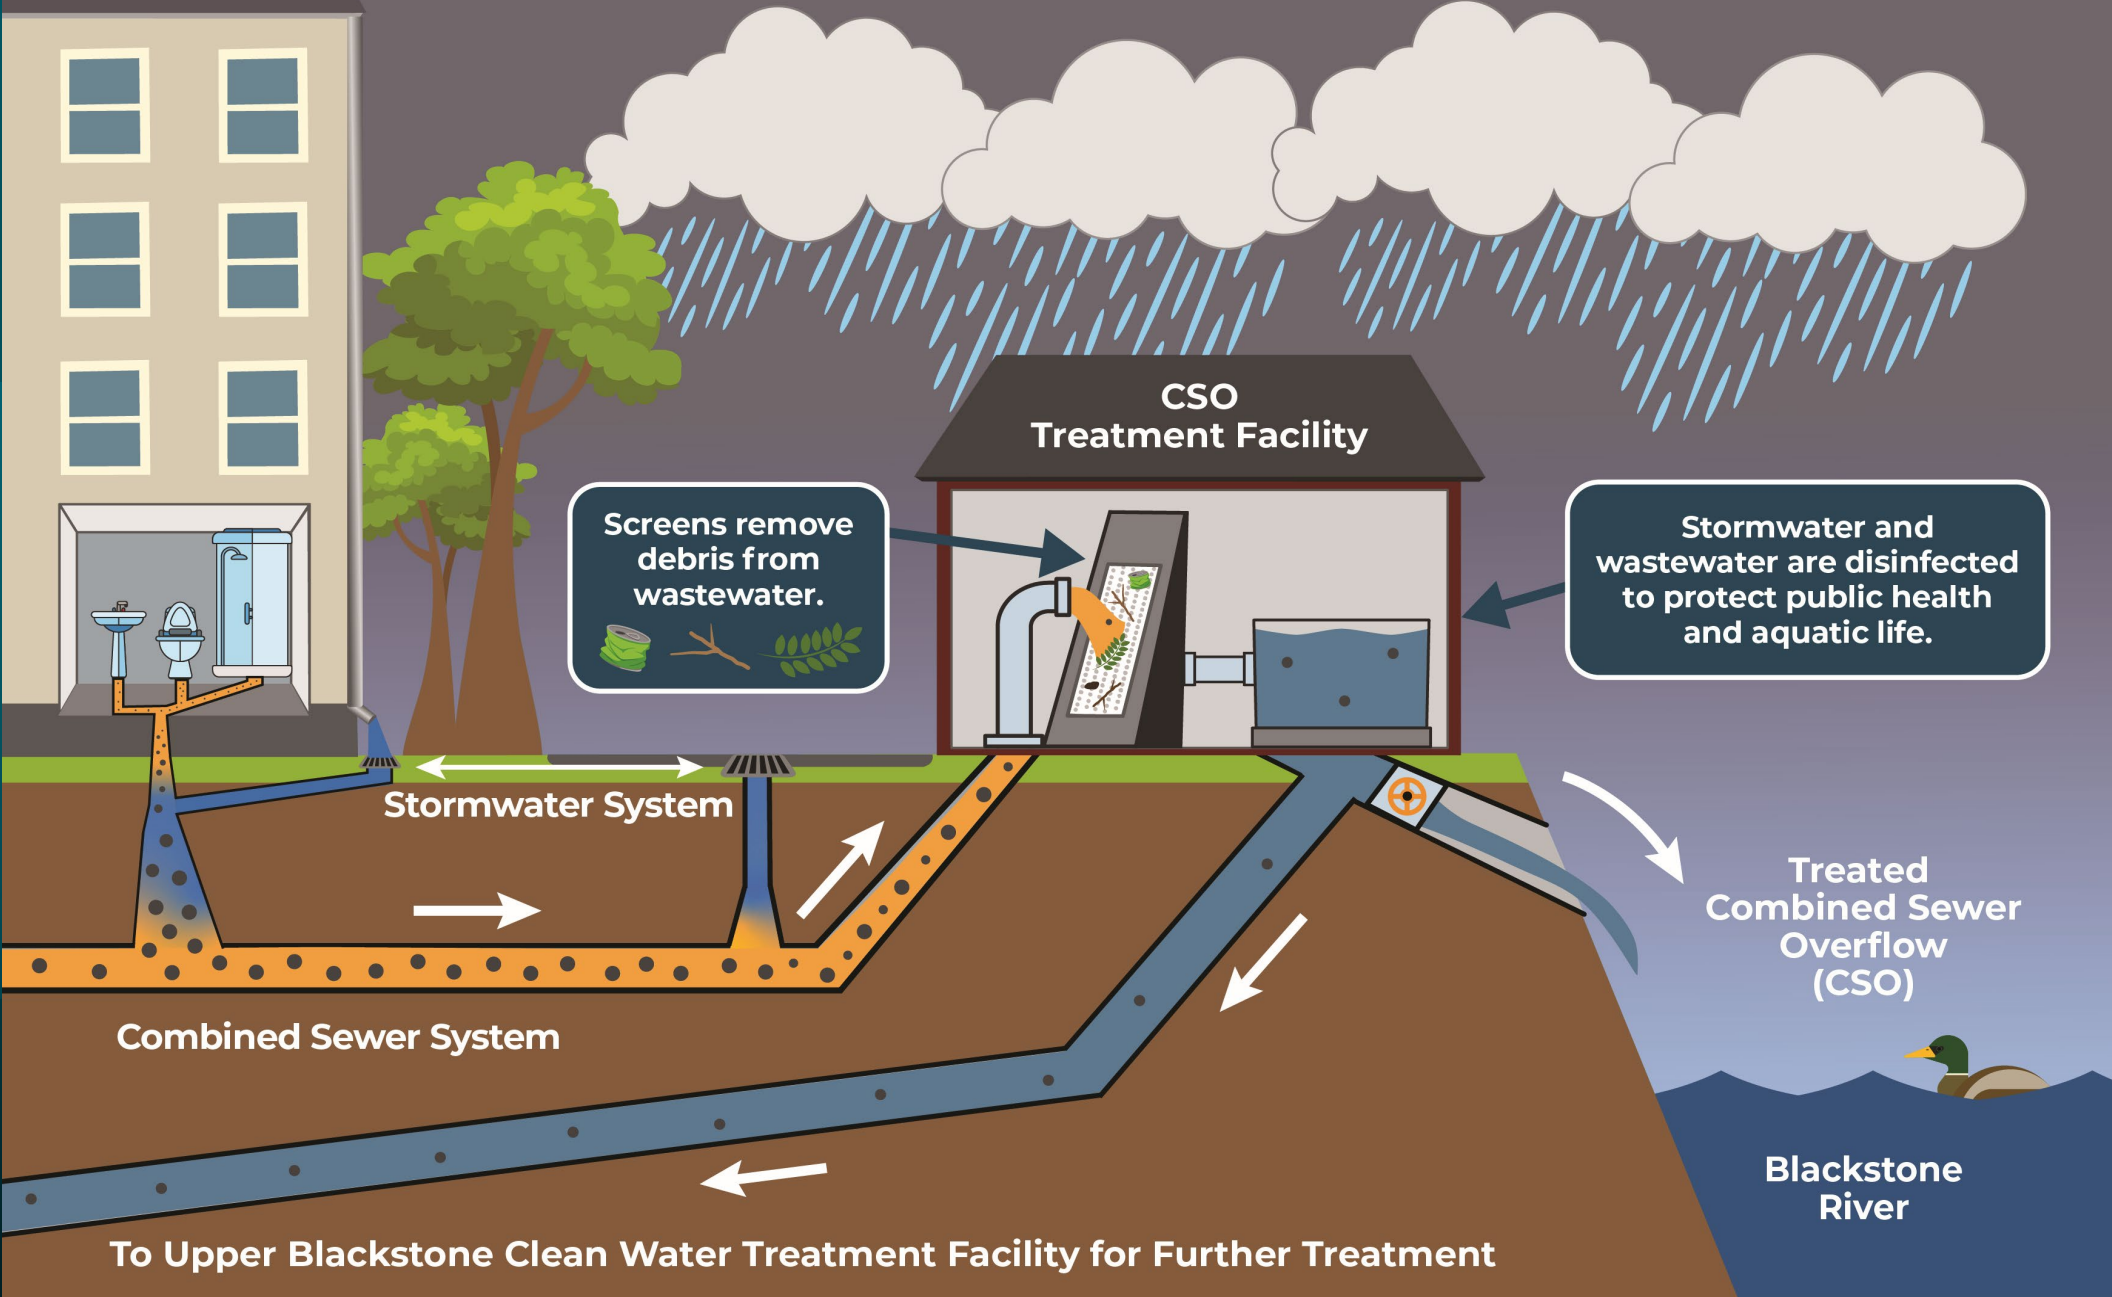 CSO
Treatment Facility
Screens remove
debris from
wastewater.
Stormwater and
wastewater are disinfected
to protect public health
and aquatic life.
Stormwater System
Treated
Combined Sewer
Overflow
(CSO)
Combined Sewer System
Blackstone
River
To Upper Blackstone Clean Water Treatment Facility for Further Treatment